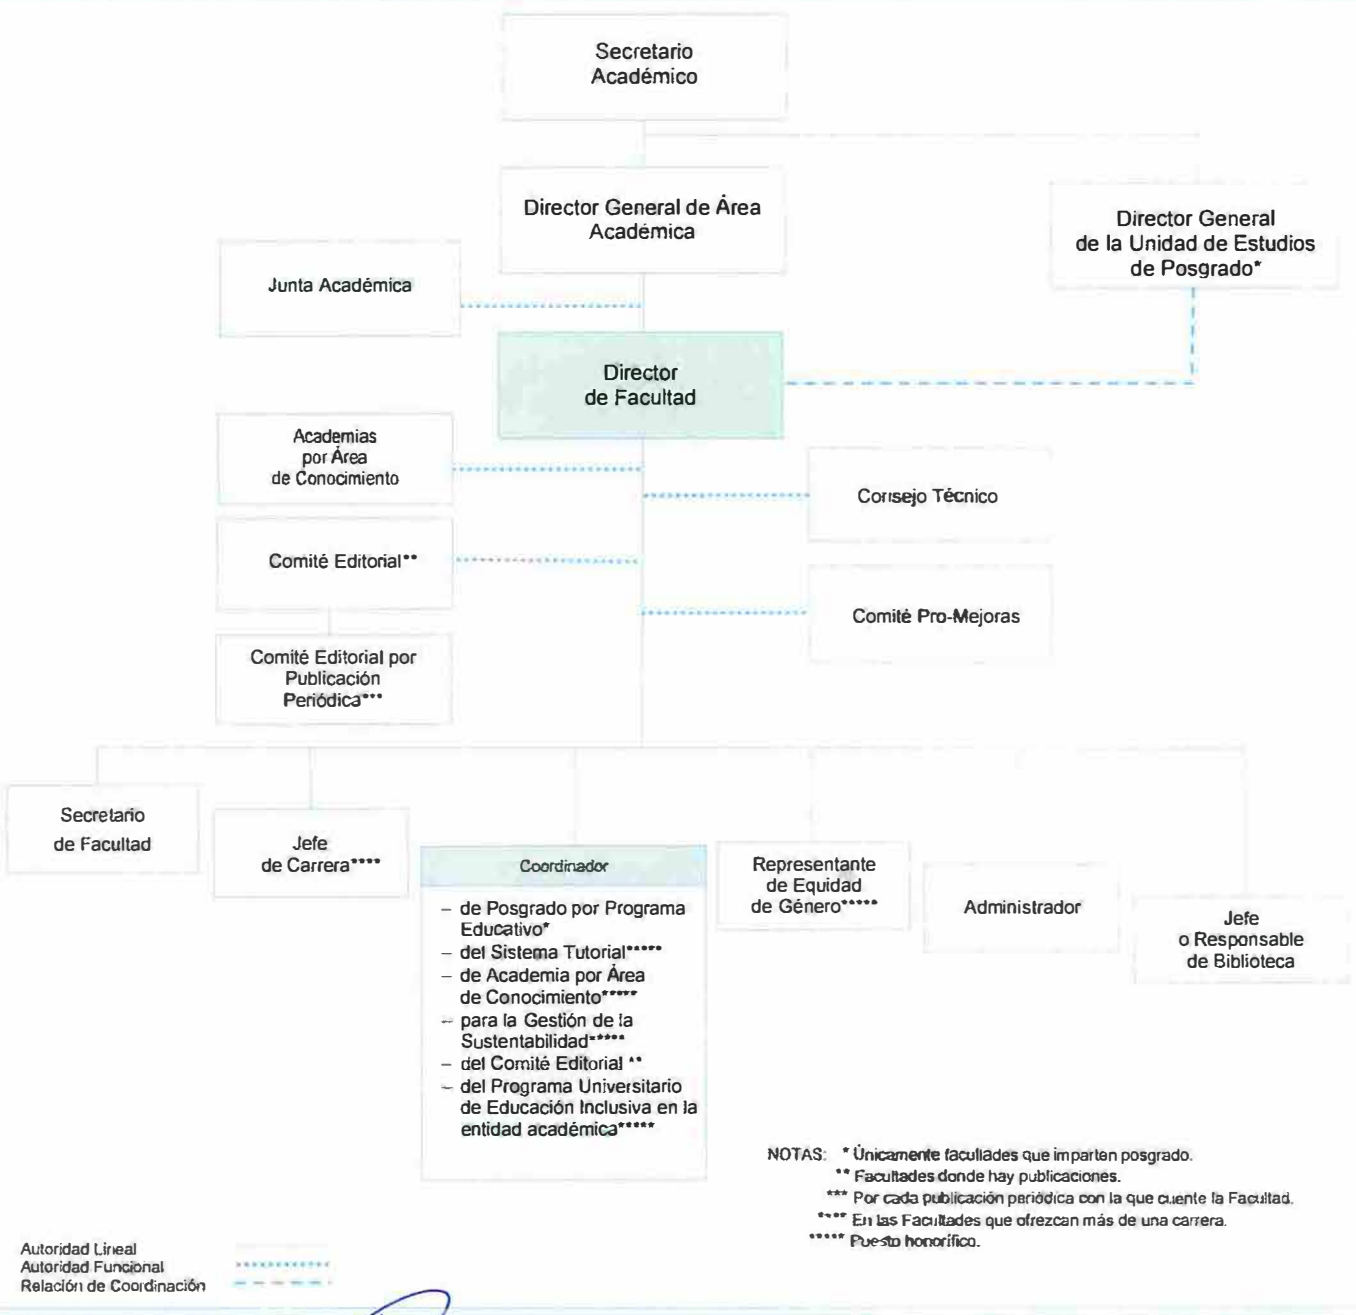 Secretario
Académico
Director General de Área
Académica
Director General
de la Unidad de Estudios
de Posgrado*
Junta Académica
Director
de Facultad
Academias
por Área
de Conocimiento
Consejo Técnico
Comité Editorial**
Comité Pro-Mejoras
Comité Editorial por
Publicación
Periódica***
Secretario
de Facultad
Jefe
de Carrera****
Coordinador
– de Posgrado por Programa
Educativo*
– del Sistema Tutorial*****
– de Academia por Área
de Conocimiento*****
– para la Gestión de la
Sustentabilidad*****
– del Comité Editorial **
– del Programa Universitario
de Educación Inclusiva en la
entidad académica*****
Representante
de Equidad
de Género*****
Administrador
Jefe
o Responsable
de Biblioteca
NOTAS: * Únicamente facultades que imparten posgrado.
** Facultades donde hay publicaciones.
*** Por cada publicación periódica con la que cuente la Facultad.
**** En las Facultades que ofrezcan más de una carrera.
***** Puesto honorífico.
Autoridad Lineal
Autoridad Funcional
Relación de Coordinación